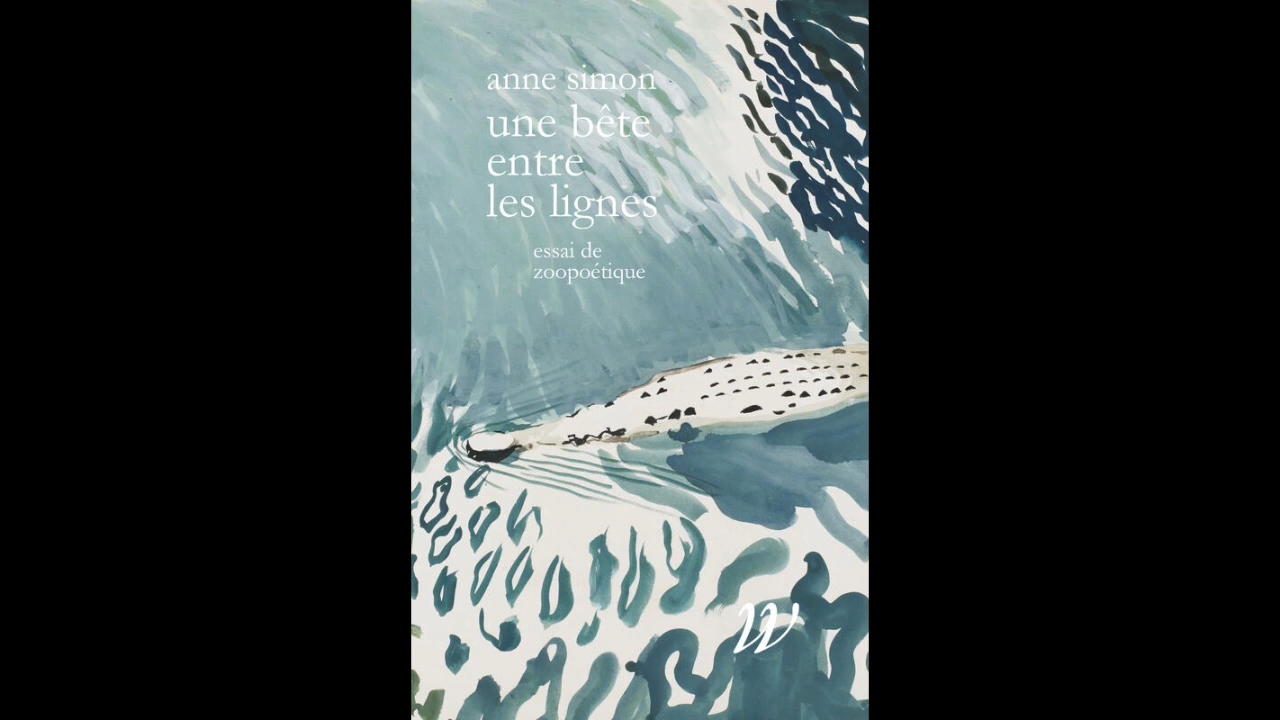 anne simon
une bête
entre
les lignes
essai de
zoopoétique
w